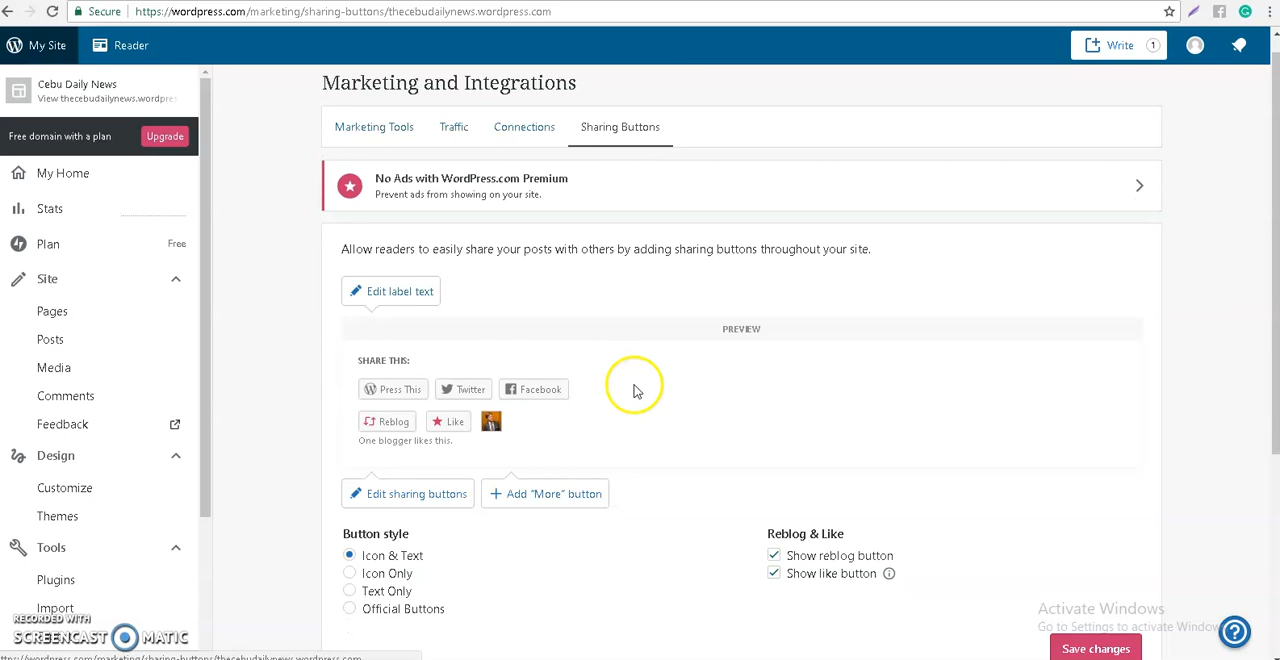 Secure
https://wordpress.com/marketing/sharing-buttons/thecebudailynews.wordpress.com
My Site
Reader
Write
1
Cebu Daily News
View thecebudailynews.wordpre
Free domain with a plan
Upgrade
My Home
Stats
Plan
Free
Site
Pages
Posts
Media
Comments
Feedback
Design
Customize
Themes
Tools
Plugins
Import
RECORDED WITH
SCREENCAST MATIC
Marketing and Integrations
Marketing Tools
Traffic
Connections
Sharing Buttons
No Ads with WordPress.com Premium
Prevent ads from showing on your site.
Allow readers to easily share your posts with others by adding sharing buttons throughout your site.
Edit label text
PREVIEW
SHARE THIS:
Press This
Twitter
Facebook
Reblog
Like
One blogger likes this.
Edit sharing buttons
Add "More" button
Button style
Icon & Text
Icon Only
Text Only
Official Buttons
Reblog & Like
Show reblog button
Show like button
Activate Windows
Go to Settings to activate Window
Save changes
ttps://wordpress.com/marketing/sharing-buttons/thecebudailynews.wordpress.com